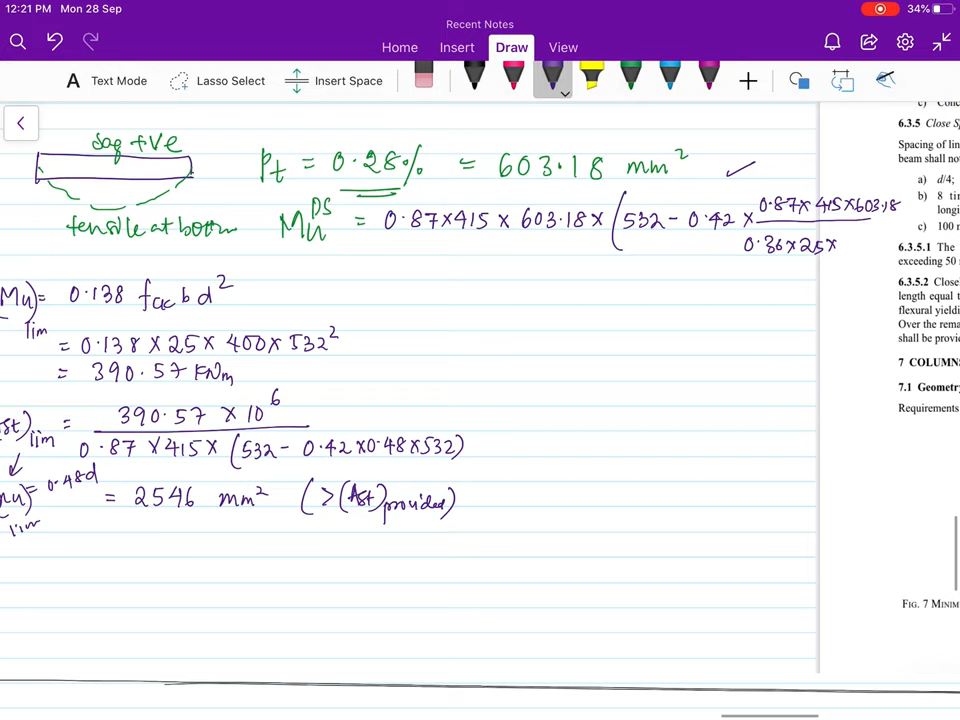 12:21 PM Mon 28 Sep
34%
Recent Notes
Home Insert Draw View
A Text Mode Lasso Select Insert Space
sag +ve
tensile at bottom
Pt = 0.28% = 603.18 mm²
Mu^PS = 0.87×415 × 603.18 × (532 - 0.42 × 0.87×415×603.18
0.36×25×
Mu)lim = 0.138 fck b d²
= 0.138 × 25 × 400 × 532²
= 390.57 KNm
st)lim = 390.57 × 10⁶
0.87 × 415 × (532 - 0.42×0.48×532)
= 0.48d
lim
= 2546 mm² ( > (Ast)provided)
c) Conc
6.3.5 Close Sp
Spacing of lin
beam shall not
a) d/4;
b) 8 tim
longi
c) 100 m
6.3.5.1 The
exceeding 50 
6.3.5.2 Closel
length equal t
flexural yieldi
Over the rema
shall be provid
7 COLUMNS
7.1 Geometry
Requirements
FIG. 7 MINIM